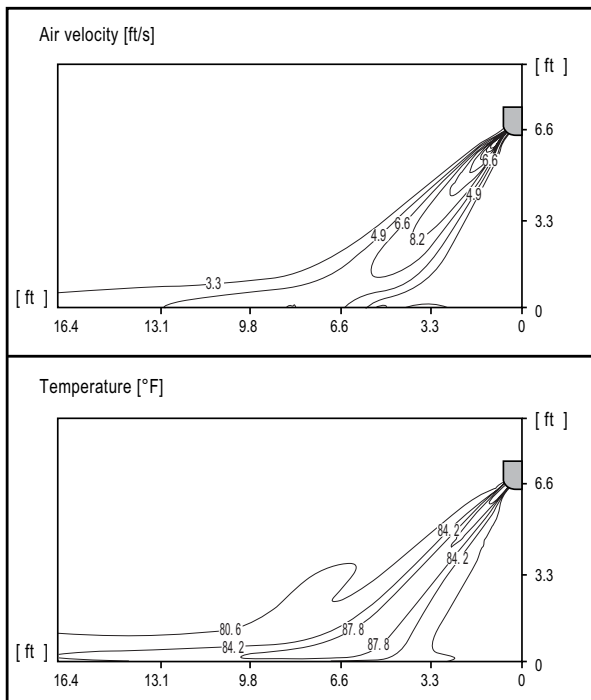 Air velocity [ft/s]
[ ft ]
6.6
6.6
4.9
3.3
6.6
4.9
8.2
3.3
[ ft ]
0
16.4 13.1 9.8 6.6 3.3 0
Temperature [°F]
[ ft ]
6.6
84.2
84.2
3.3
80.6
87.8
84.2
87.8
[ ft ]
0
16.4 13.1 9.8 6.6 3.3 0